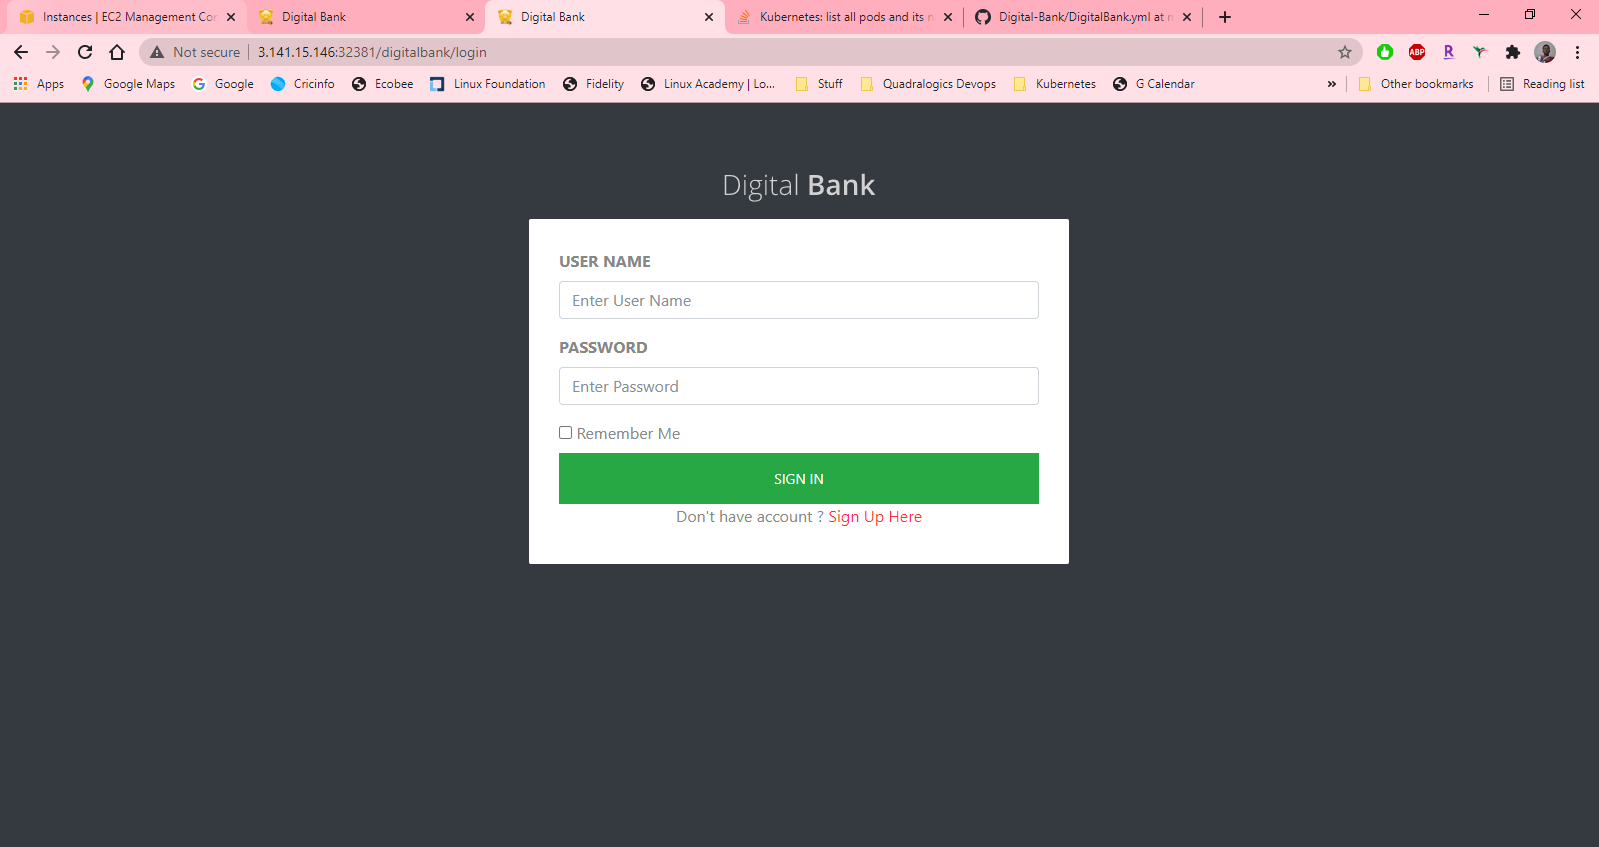 Instances | EC2 Management Cor
Digital Bank
Digital Bank
Kubernetes: list all pods and its n
Digital-Bank/DigitalBank.yml at m
Not secure
3.141.15.146:32381/digitalbank/login
ABP
R
Apps
Google Maps
Google
Cricinfo
Ecobee
Linux Foundation
Fidelity
Linux Academy | Lo...
Stuff
Quadralogics Devops
Kubernetes
G Calendar
»
Other bookmarks
Reading list
Digital Bank
USER NAME
Enter User Name
PASSWORD
Enter Password
Remember Me
SIGN IN
Don't have account ? Sign Up Here